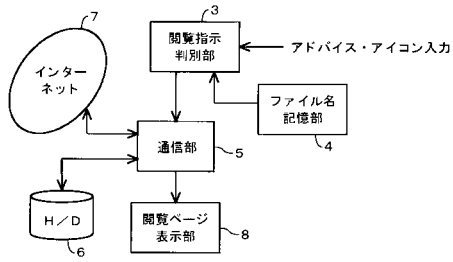 7
3
閲覧指示
判別部
アドバイス・アイコン入力
インター
ネット
ファイル名
記憶部
4
通信部
5
H/D
6
閲覧ページ
表示部
8